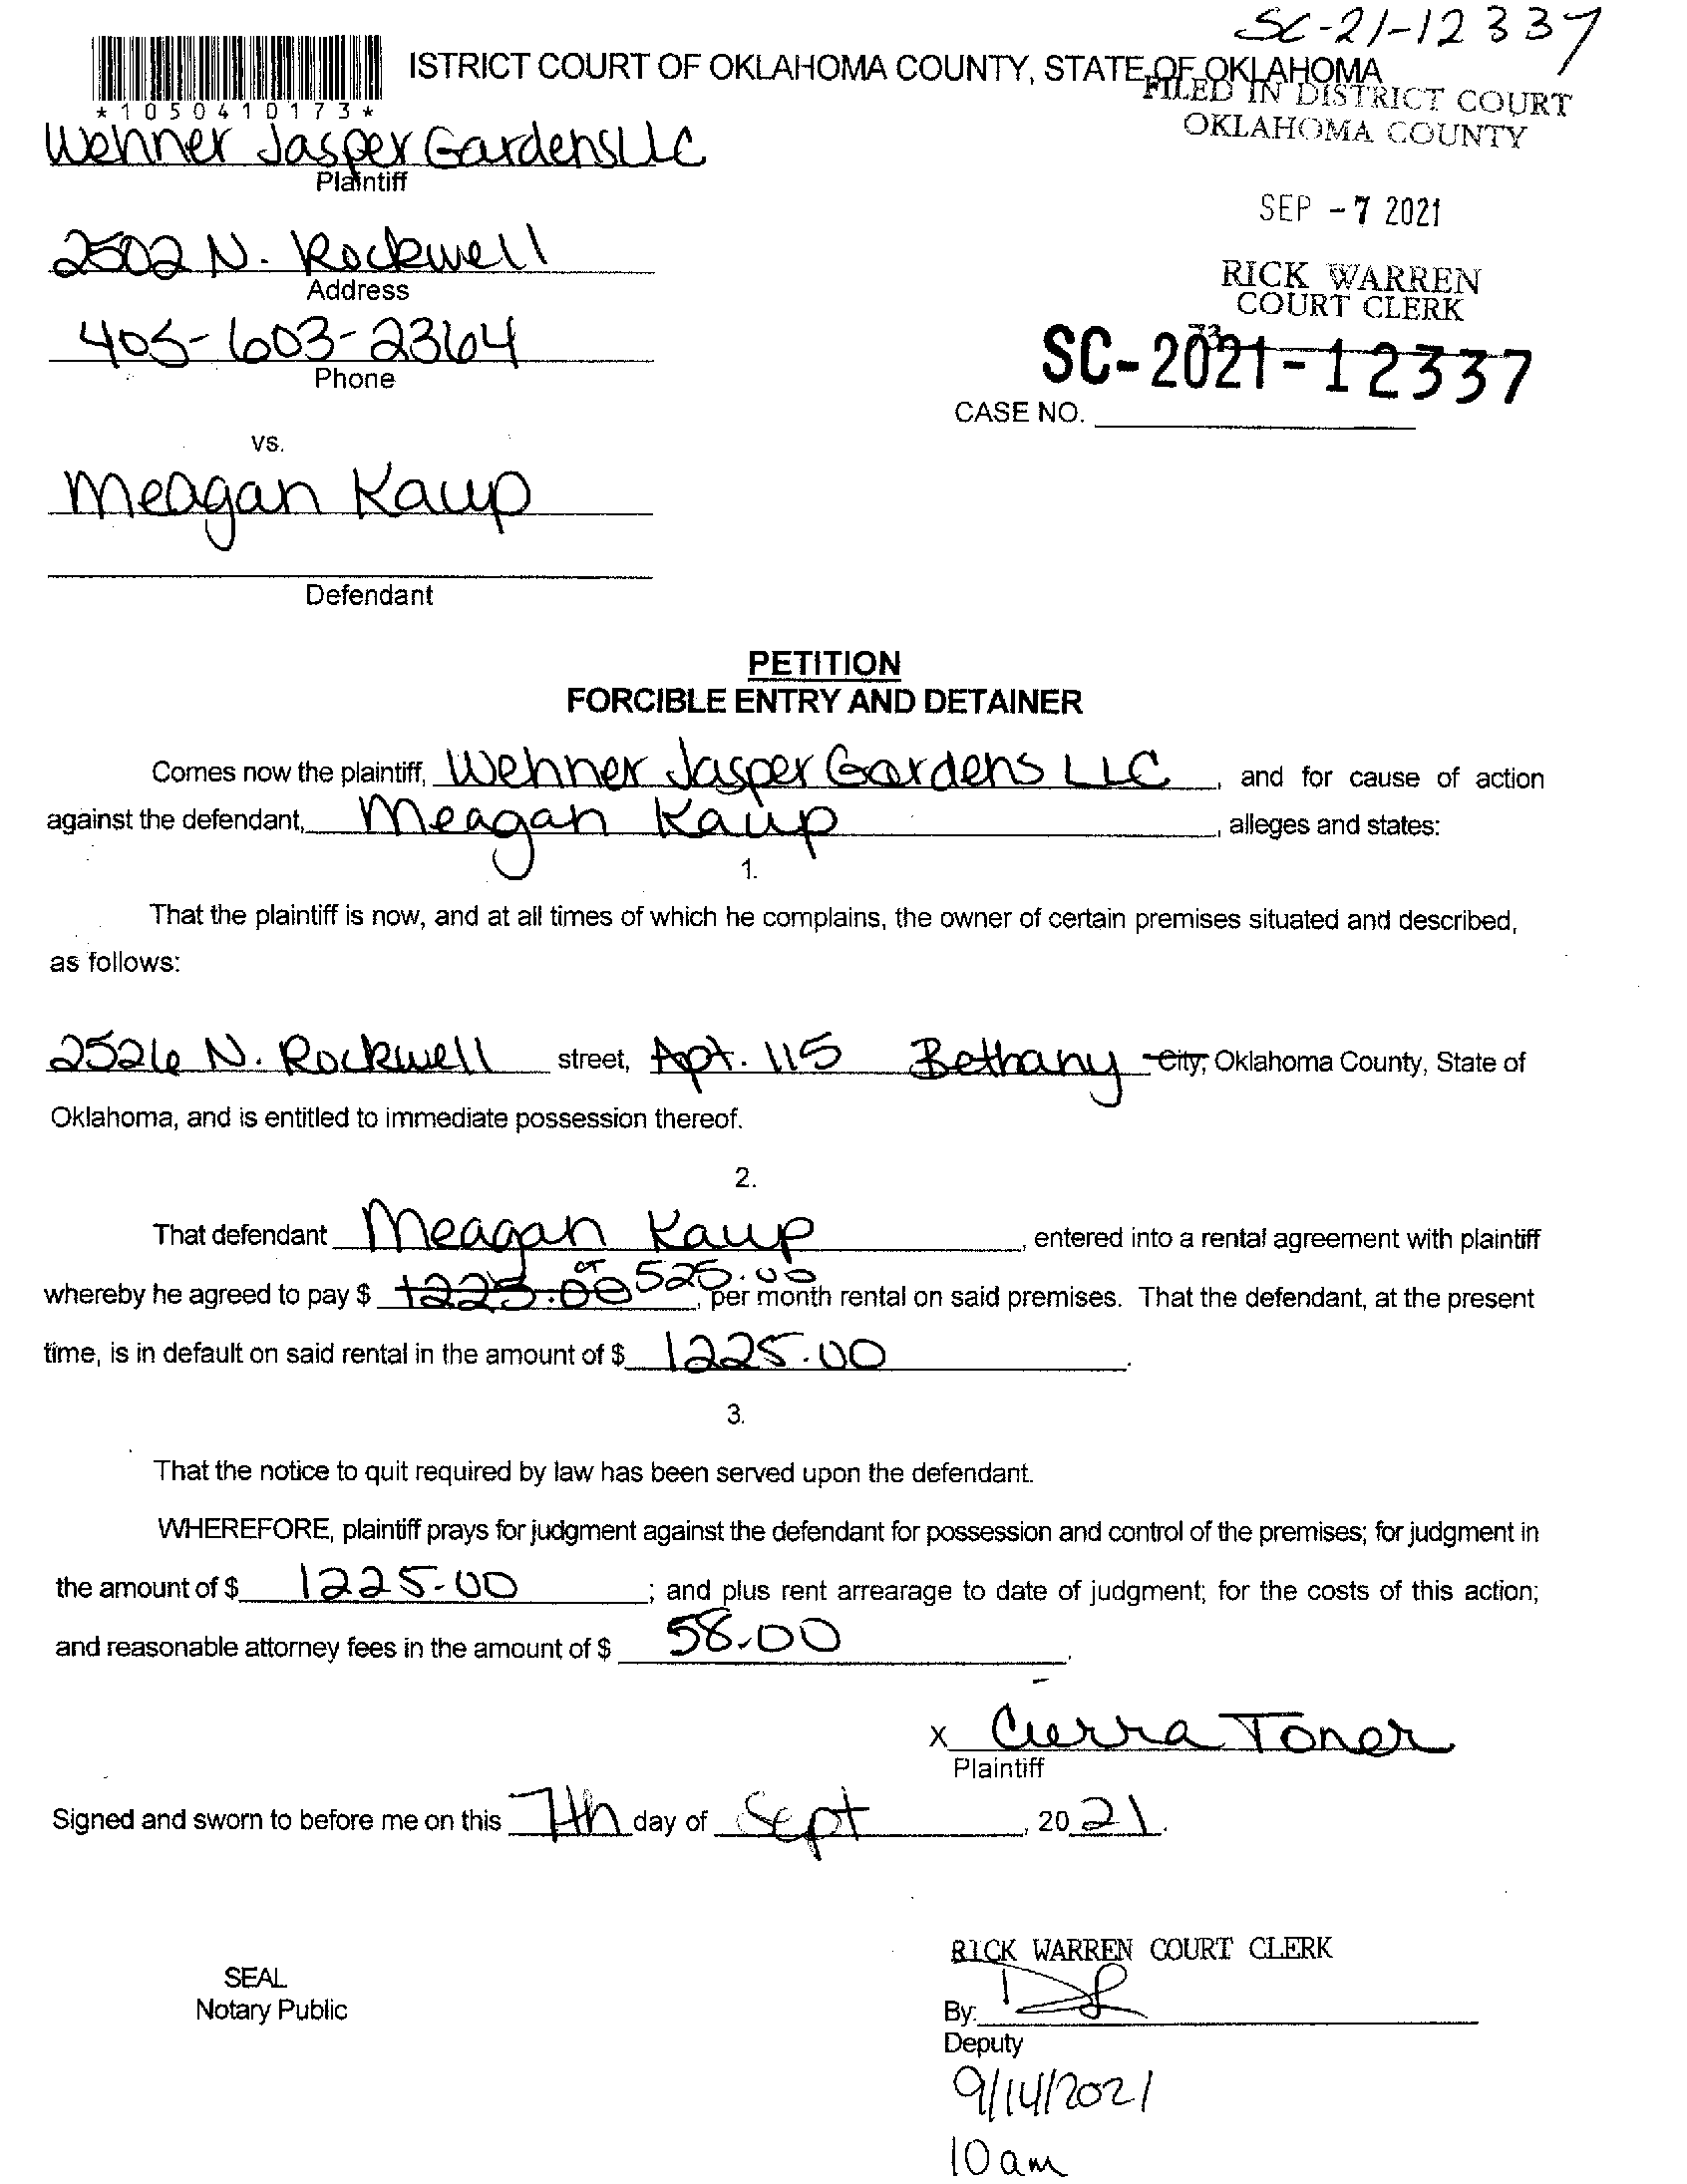 SC-21-12337
ISTRICT COURT OF OKLAHOMA COUNTY, STATE OF OKLAHOMA
FILED IN DISTRICT COURT
OKLAHOMA COUNTY
*1050410173*
Wehner Jasper Gardens LLC
Plaintiff
SEP -7 2021
2502 N. Rockwell
Address
RICK WARREN
COURT CLERK
405-603-2364
Phone
73
SC-2021-12337
CASE NO.
vs.
Meagan Kaup
Defendant
PETITION
FORCIBLE ENTRY AND DETAINER
Comes now the plaintiff, Wehner Jasper Gardens LLC, and for cause of action
against the defendant, Meagan Kaup, alleges and states:
1.
That the plaintiff is now, and at all times of which he complains, the owner of certain premises situated and described,
as follows:
2526 N. Rockwell street, Apt. 115 Bethany City, Oklahoma County, State of
Oklahoma, and is entitled to immediate possession thereof.
2.
That defendant Meagan Kaup, entered into a rental agreement with plaintiff
whereby he agreed to pay $ 1225.00 CT 525.00, per month rental on said premises. That the defendant, at the present
time, is in default on said rental in the amount of $ 1225.00.
3.
That the notice to quit required by law has been served upon the defendant.
WHEREFORE, plaintiff prays for judgment against the defendant for possession and control of the premises; for judgment in
the amount of $ 1225.00; and plus rent arrearage to date of judgment; for the costs of this action;
and reasonable attorney fees in the amount of $ 58.00.
X Cierra Toner
Plaintiff
Signed and sworn to before me on this 7th day of Sept, 2021.
RICK WARREN COURT CLERK
SEAL
Notary Public
By:
Deputy
9/14/2021
10 am